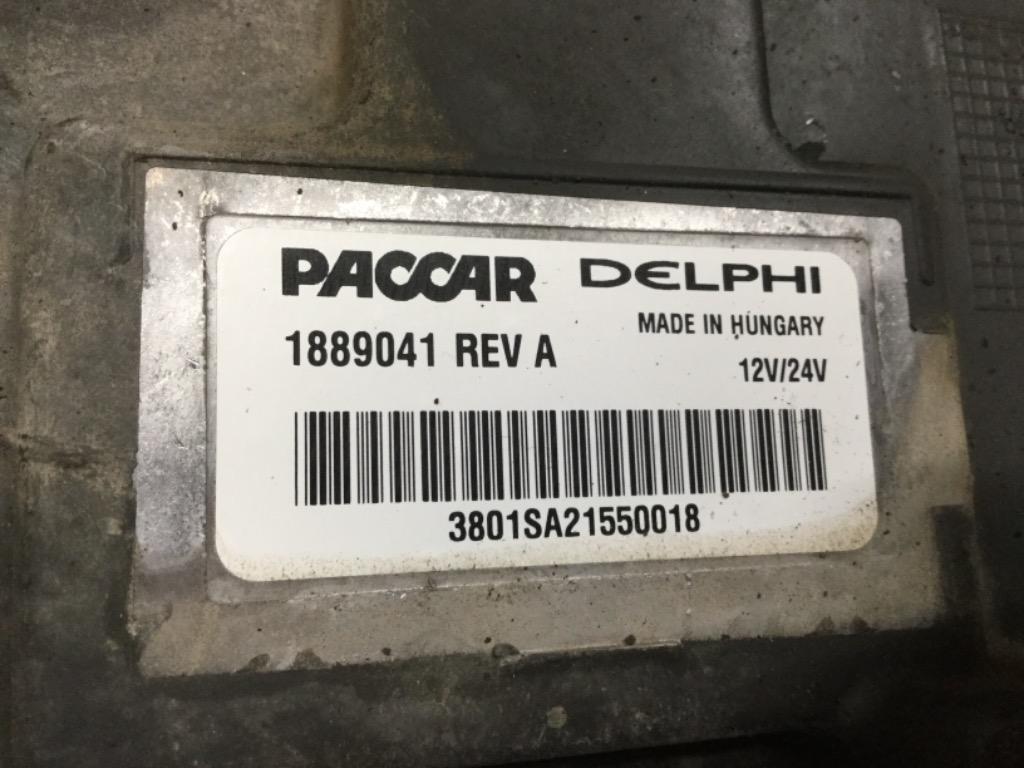 PACCAR DELPHI
MADE IN HUNGARY
1889041 REV A
12V/24V
3801SA21550018